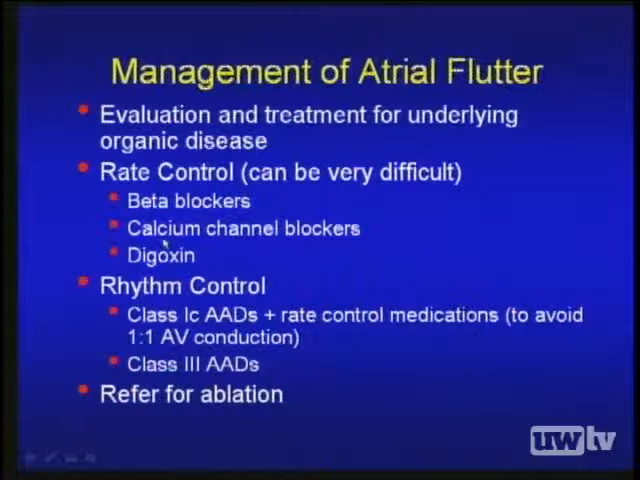 Management of Atrial Flutter
Evaluation and treatment for underlying
organic disease
Rate Control (can be very difficult)
Beta blockers
Calcium channel blockers
Digoxin
Rhythm Control
Class Ic AADs + rate control medications (to avoid
1:1 AV conduction)
Class III AADs
Refer for ablation
uwtv